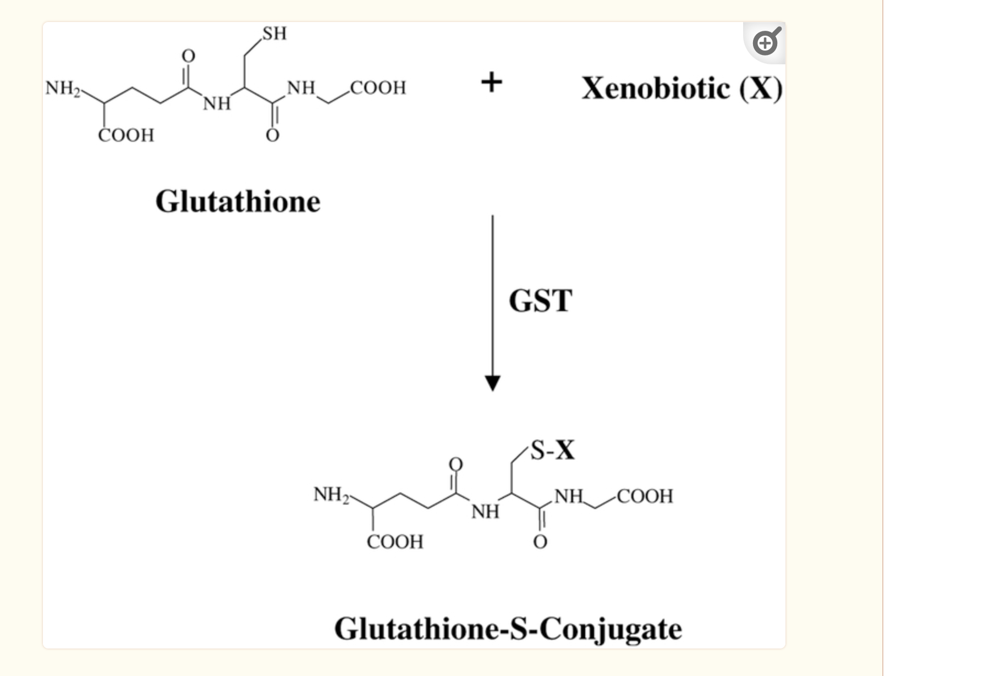 SH
O
NH₂
NH
COOH
NH
COOH
O
+
Xenobiotic (X)
Glutathione
GST
S-X
O
NH₂
NH
COOH
NH
COOH
O
Glutathione-S-Conjugate